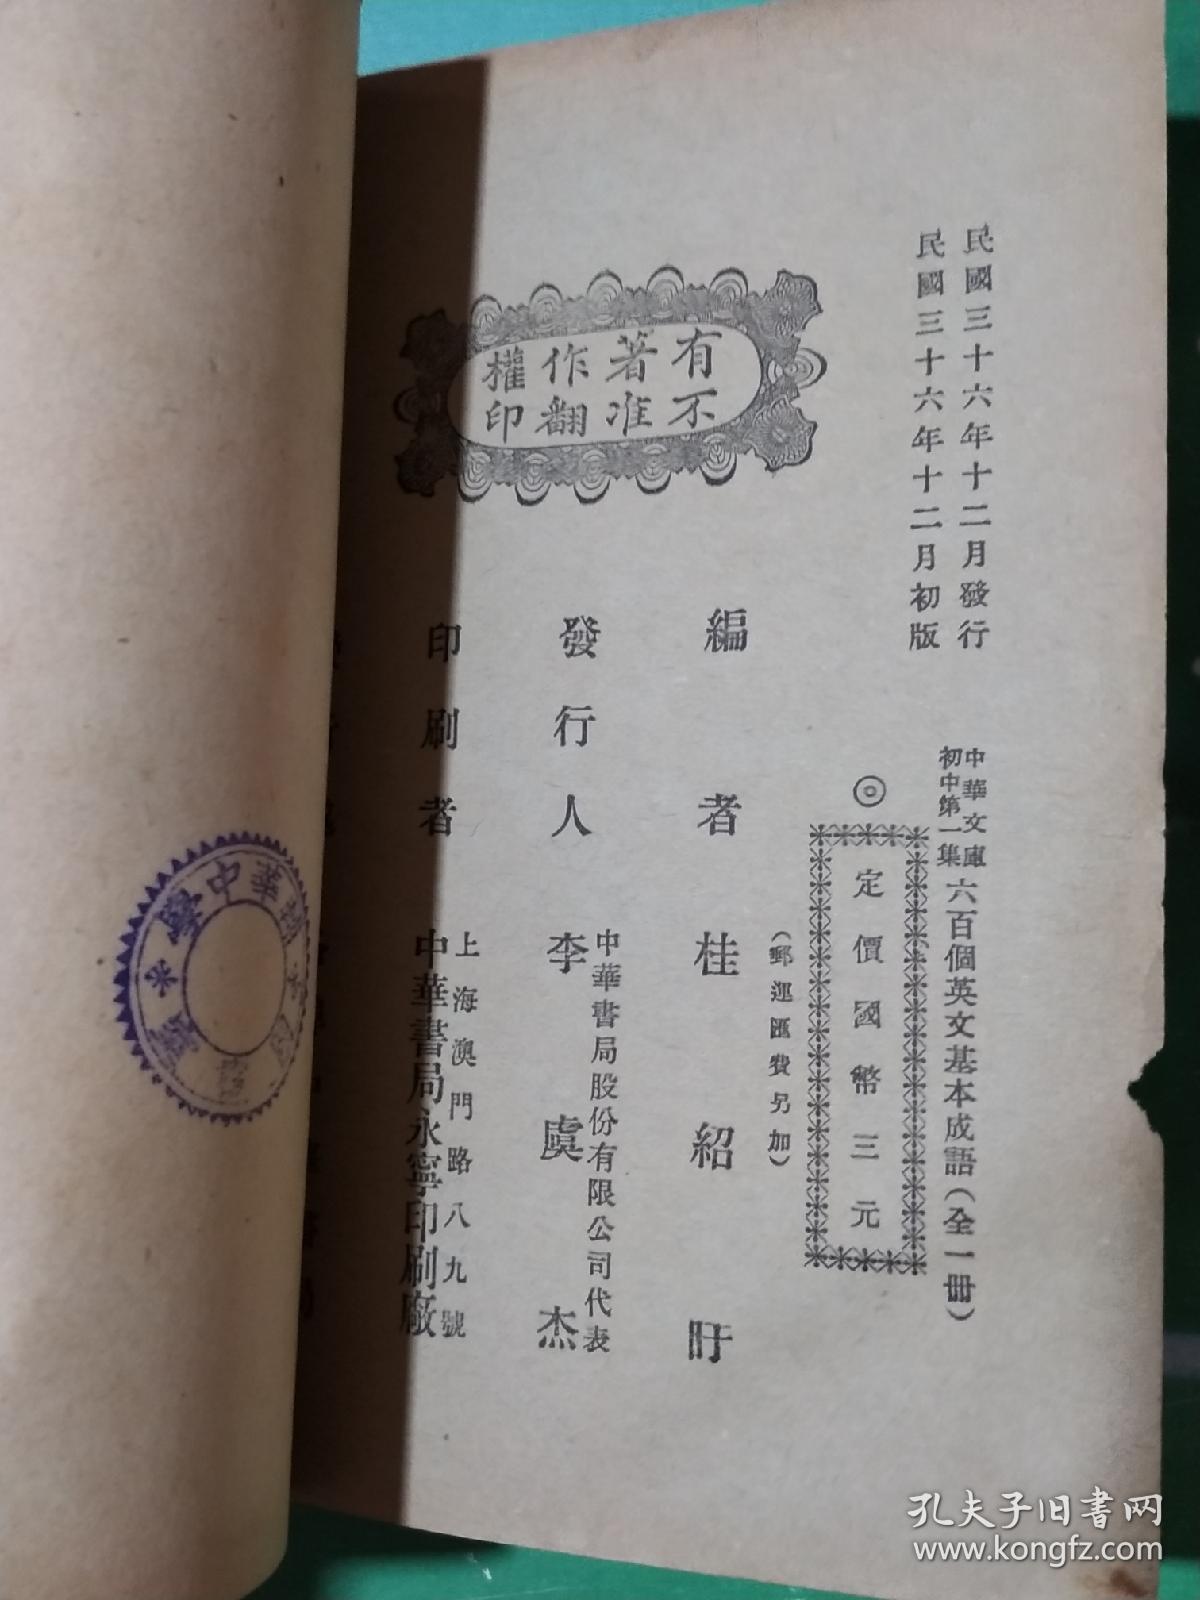 民國三十六年十二月發行
民國三十六年十二月初版
中華文庫
初中第一集
六百個英文基本成語（全一冊）
◎
定價國幣三元
（郵運匯費另加）
有著作權
不准翻印
編者 桂紹盱
發行人 李虞杰
中華書局股份有限公司代表
印刷者
上海澳門路八九號
中華書局永寧印刷廠
孔夫子旧书网
www.kongfz.com